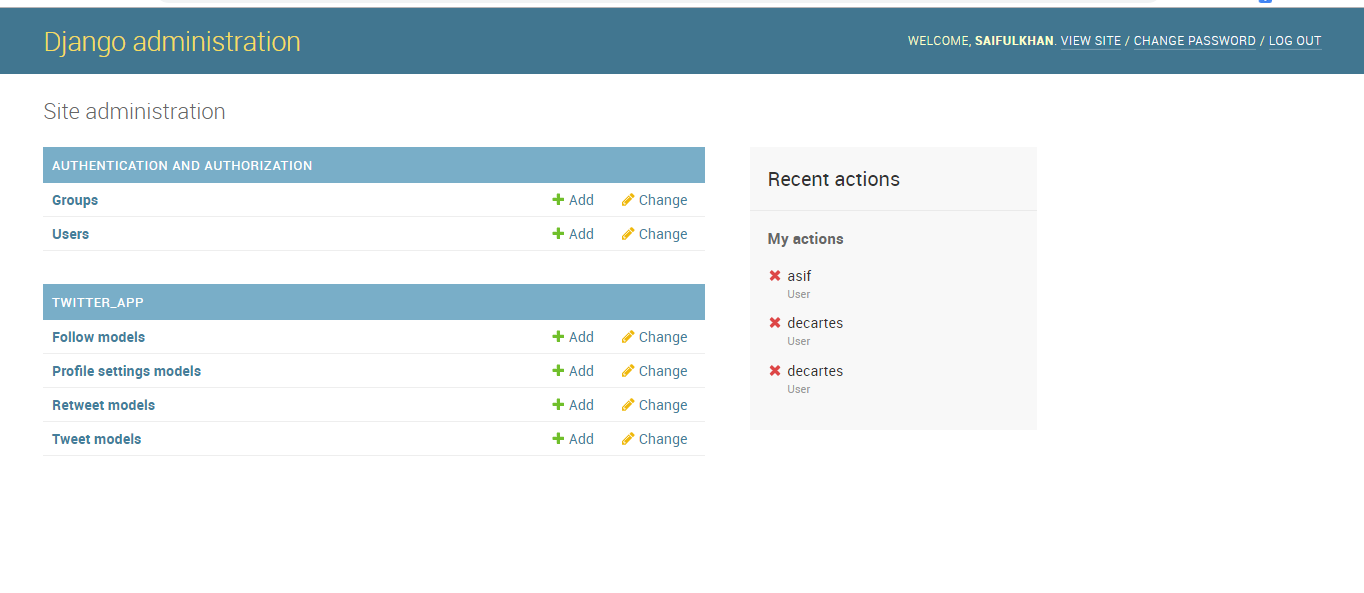 Django administration
WELCOME, SAIFULKHAN. VIEW SITE / CHANGE PASSWORD / LOG OUT
Site administration
AUTHENTICATION AND AUTHORIZATION
Groups Add Change
Users Add Change
TWITTER_APP
Follow models Add Change
Profile settings models Add Change
Retweet models Add Change
Tweet models Add Change
Recent actions
My actions
asif
User
decartes
User
decartes
User